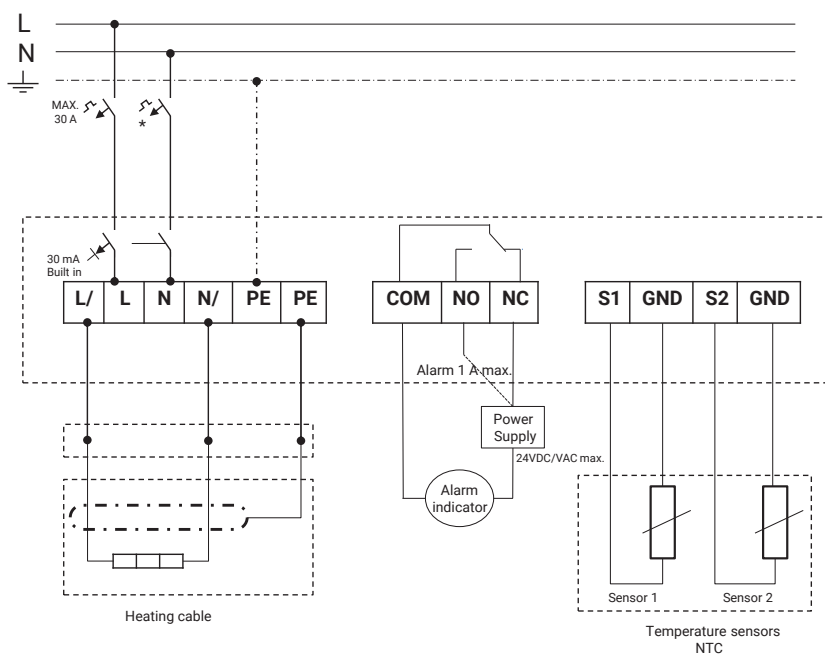 L
N
MAX.
30 A
*
30 mA
Built in
L/ L N N/ PE PE
COM NO NC
S1 GND S2 GND
Alarm 1 A max.
Power
Supply
24VDC/VAC max.
Alarm
indicator
Sensor 1
Sensor 2
Heating cable
Temperature sensors
NTC